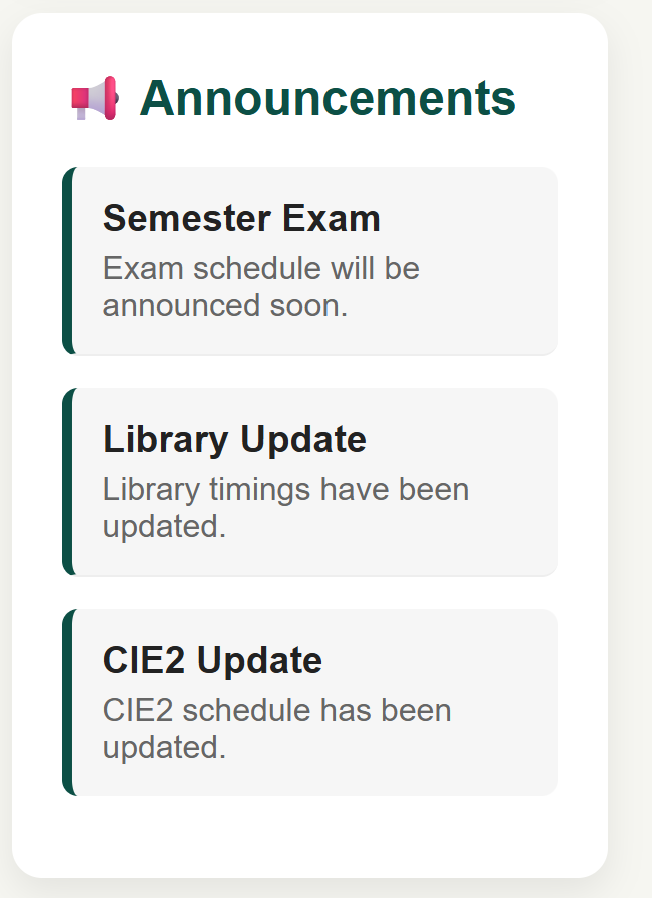 Announcements
Semester Exam
Exam schedule will be
announced soon.
Library Update
Library timings have been
updated.
CIE2 Update
CIE2 schedule has been
updated.